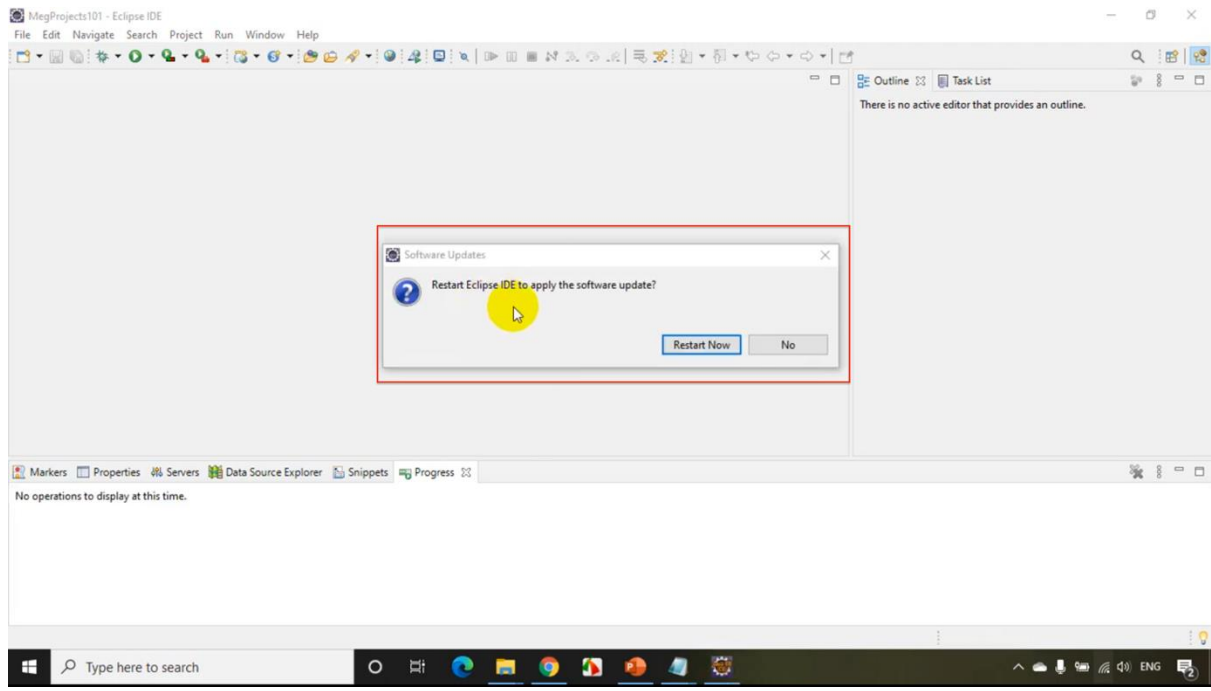 MegProjects101 - Eclipse IDE
File Edit Navigate Search Project Run Window Help
Outline Task List
There is no active editor that provides an outline.
Software Updates
Restart Eclipse IDE to apply the software update?
Restart Now No
Markers Properties Servers Data Source Explorer Snippets Progress
No operations to display at this time.
Type here to search
ENG
2